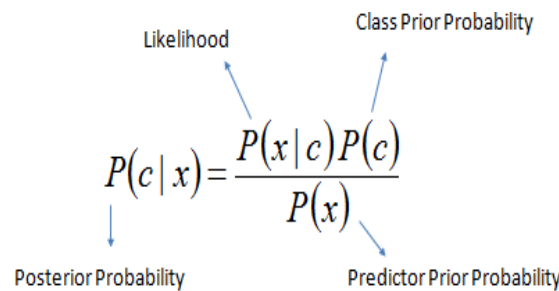 Likelihood
Class Prior Probability
P(c | x) = P(x | c)P(c) / P(x)
Posterior Probability
Predictor Prior Probability